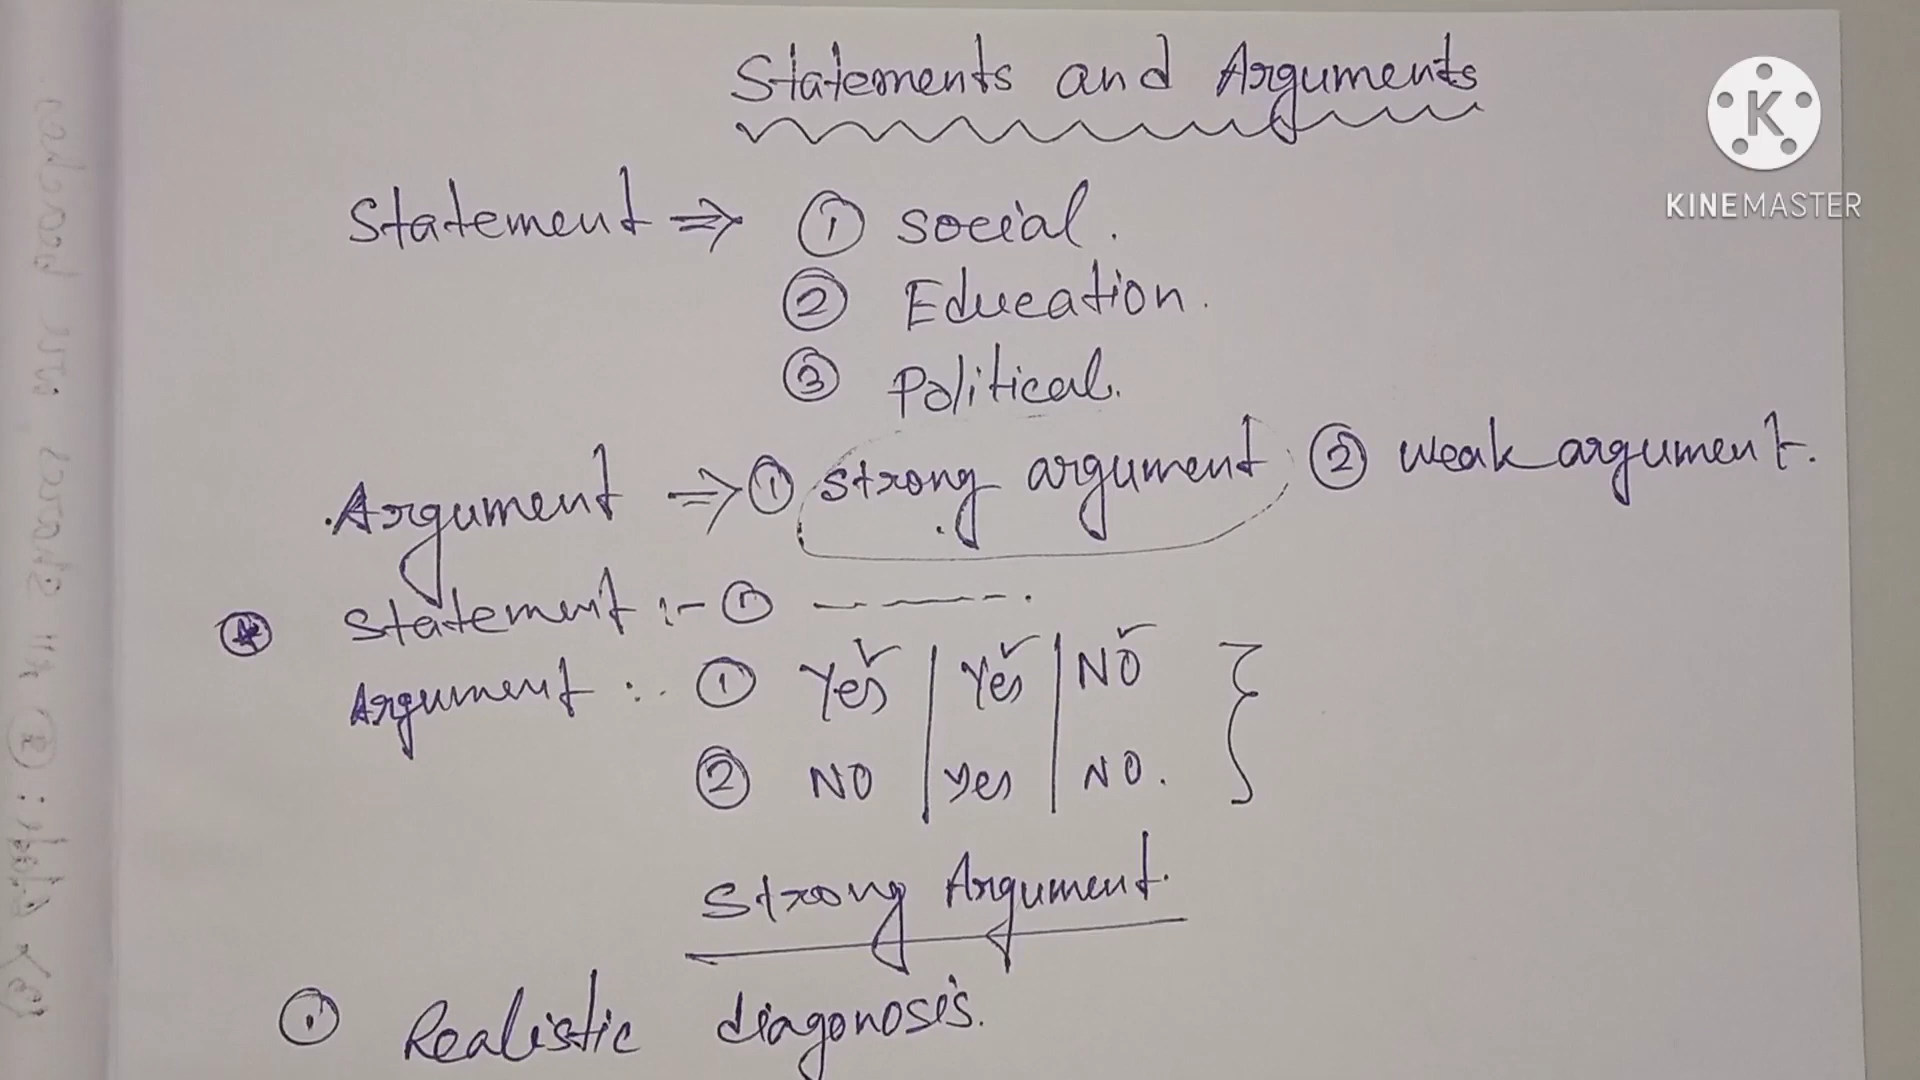 Statements and Arguments
K
KINEMASTER
Statement ⇒ ① Social.
② Education.
③ Political.
Argument ⇒ ① Strong argument ② weak argument.
Statement :- ①
Argument :- ① Yes | Yes | NO
② NO | Yes | NO.
Strong Argument.
① Realistic diagonosis.